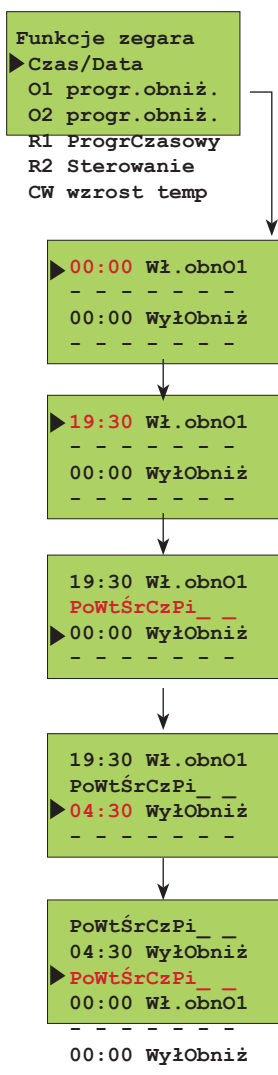 Funkcje zegara
Czas/Data
O1 progr.obniż.
O2 progr.obniż.
R1 ProgrCzasowy
R2 Sterowanie
CW wzrost temp
00:00 Wł.obnO1
- - - - - - -
00:00 WyłObniż
- - - - - - -
19:30 Wł.obnO1
- - - - - - -
00:00 WyłObniż
- - - - - - -
19:30 Wł.obnO1
PoWtŚrCzPi_ _
00:00 WyłObniż
- - - - - - -
19:30 Wł.obnO1
PoWtŚrCzPi_ _
04:30 WyłObniż
- - - - - - -
PoWtŚrCzPi_ _
04:30 WyłObniż
PoWtŚrCzPi_ _
00:00 Wł.obnO1
- - - - - - -
00:00 WyłObniż